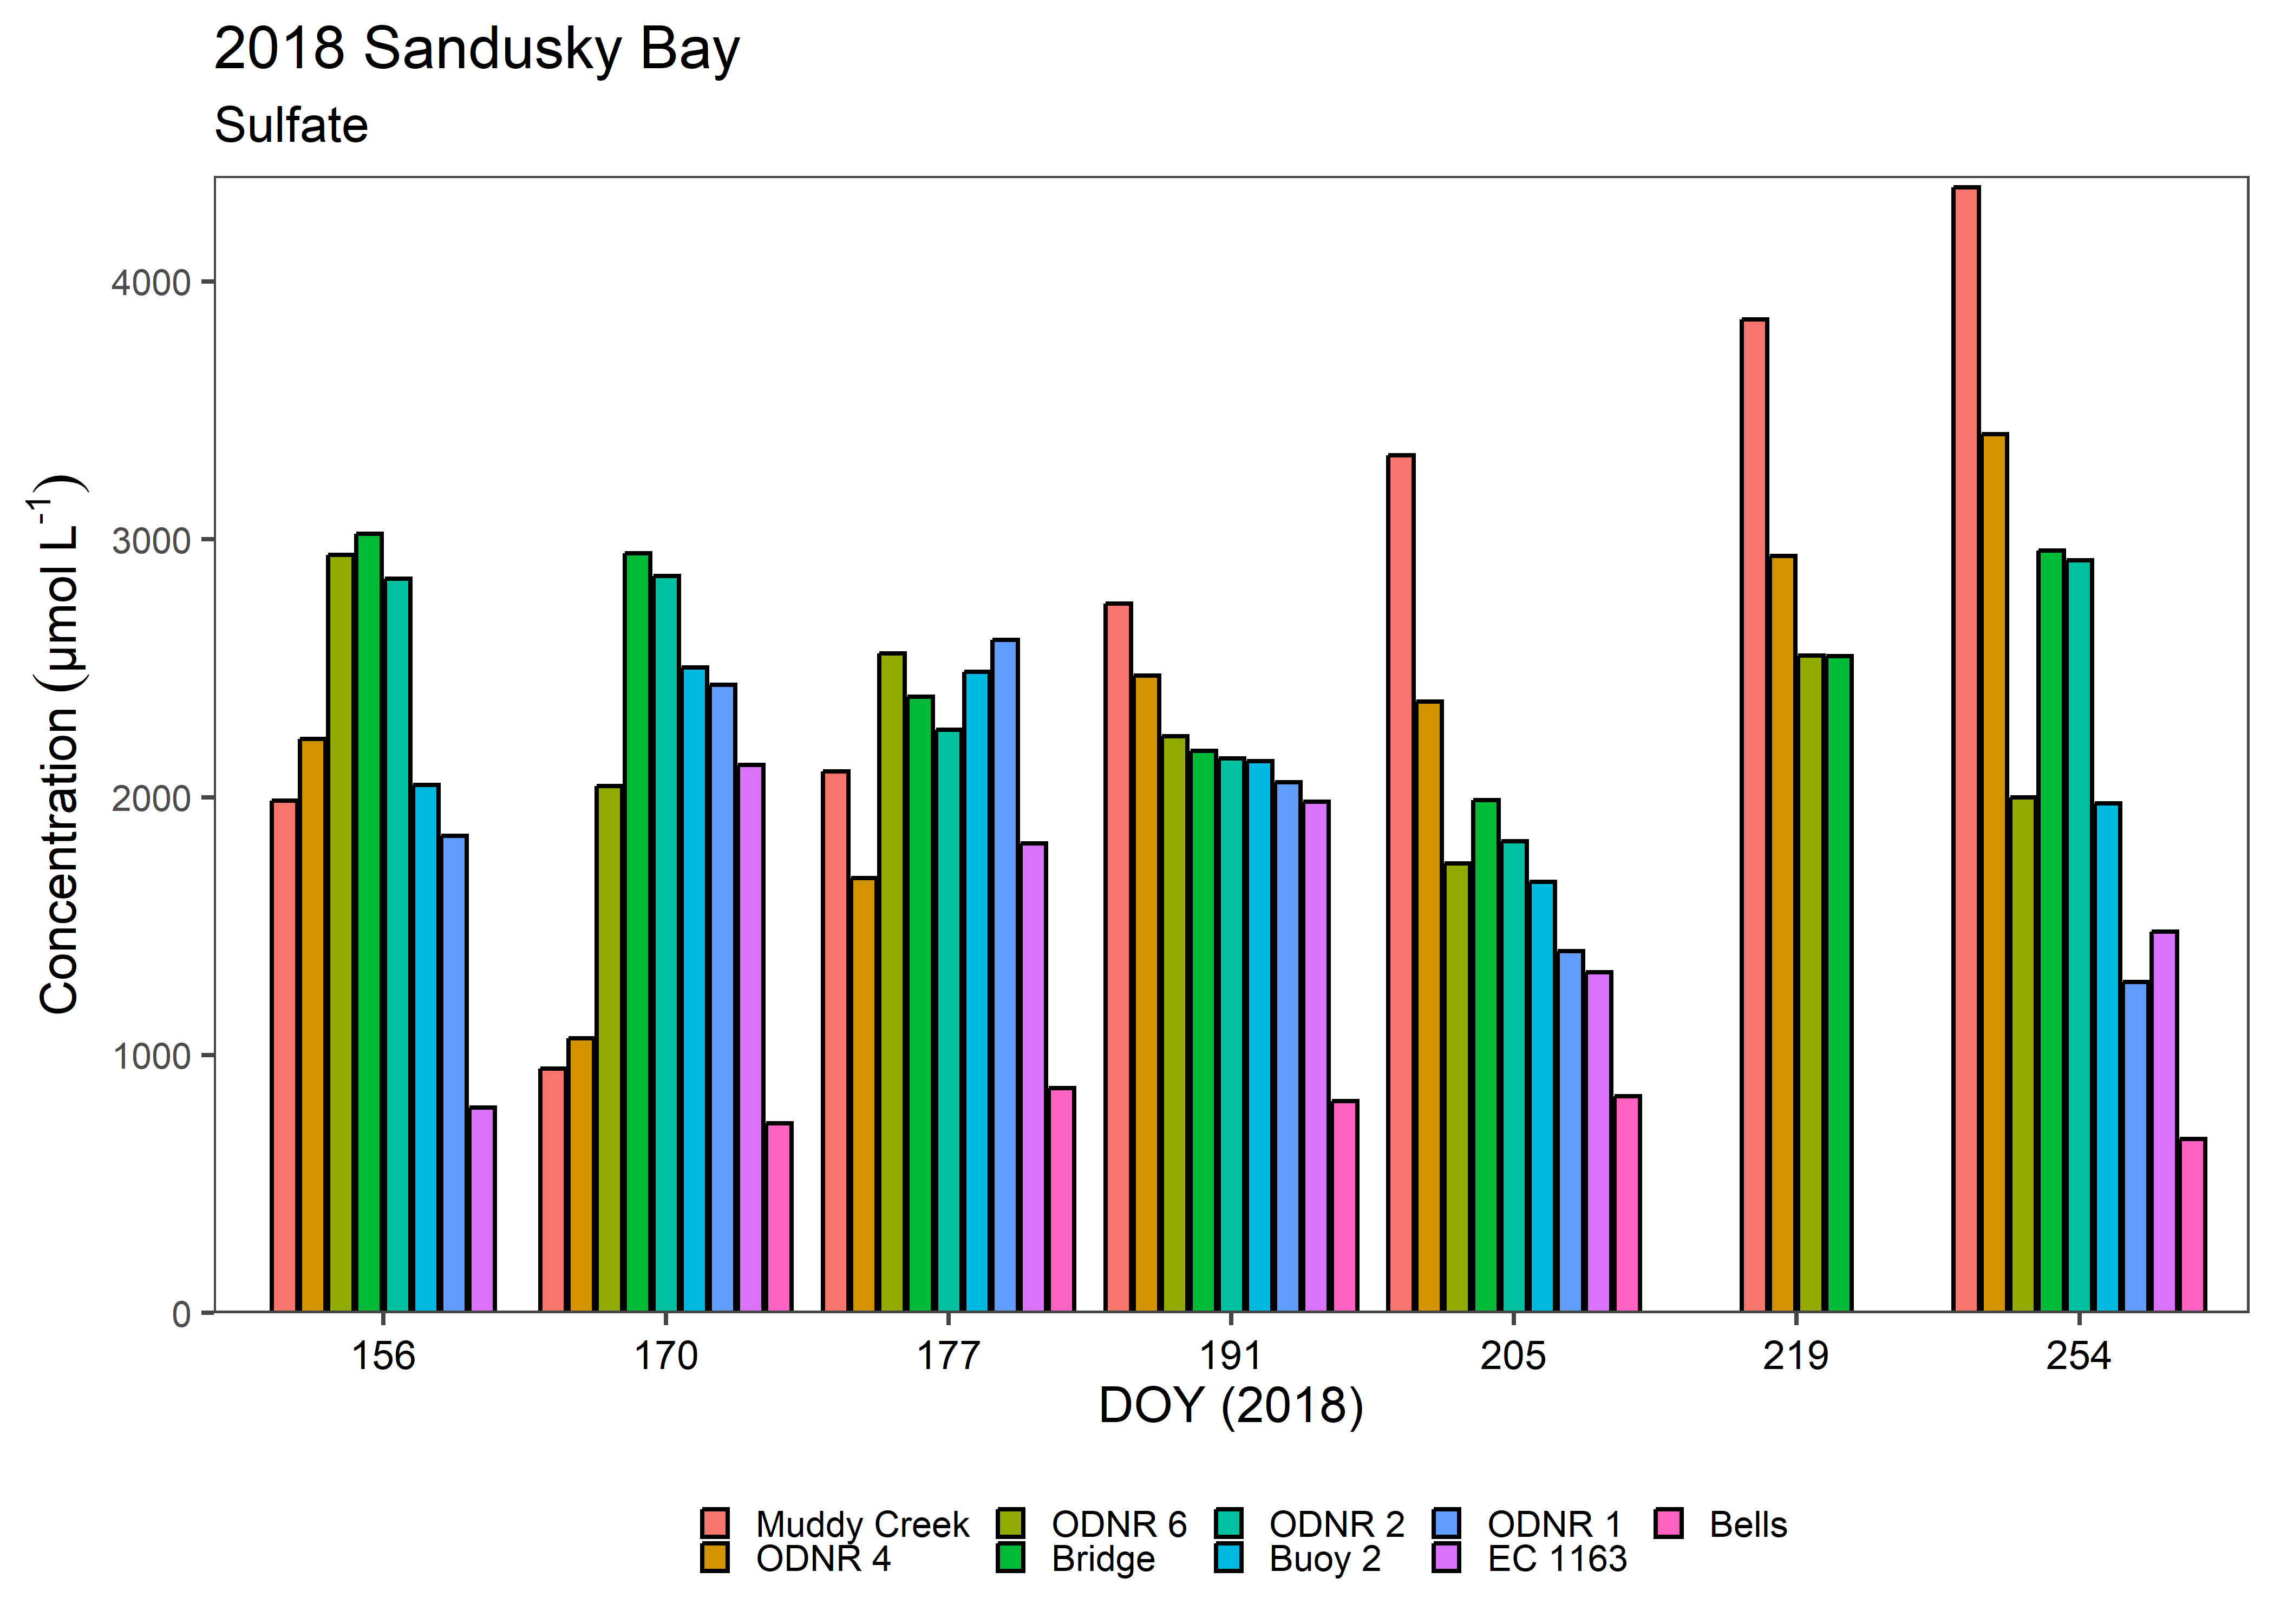 2018 Sandusky Bay
Sulfate
Concentration (µmol L⁻¹)
4000
3000
2000
1000
0
156 170 177 191 205 219 254
DOY (2018)
Muddy Creek ODNR 6 ODNR 2 ODNR 1 Bells
ODNR 4 Bridge Buoy 2 EC 1163